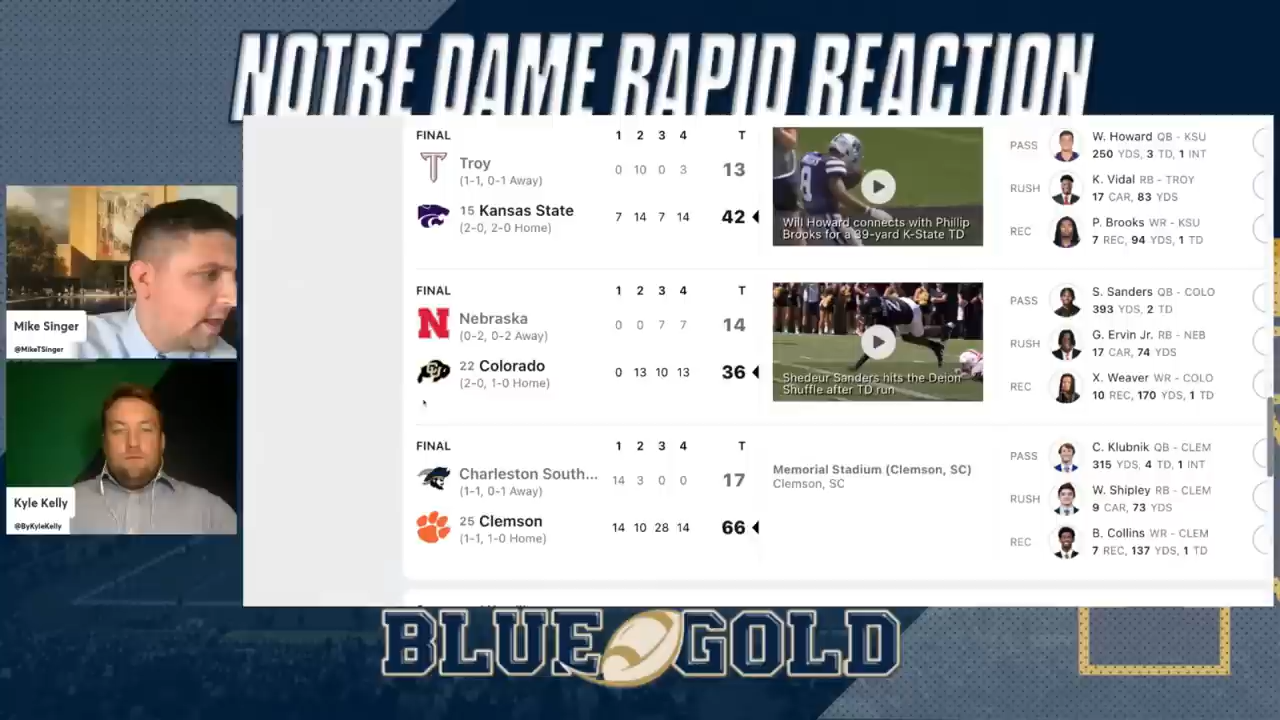 NOTRE DAME RAPID REACTION
FINAL 1 2 3 4 T
Troy 0 10 0 3 13
(1-1, 0-1 Away)
15 Kansas State 7 14 7 14 42
(2-0, 2-0 Home)
Will Howard connects with Phillip
Brooks for a 39-yard K-State TD
PASS W. Howard QB - KSU
250 YDS, 3 TD, 1 INT
RUSH K. Vidal RB - TROY
17 CAR, 83 YDS
REC P. Brooks WR - KSU
7 REC, 94 YDS, 1 TD
FINAL 1 2 3 4 T
Nebraska 0 0 7 7 14
(0-2, 0-2 Away)
22 Colorado 0 13 10 13 36
(2-0, 1-0 Home)
Shedeur Sanders hits the Deion
Shuffle after TD run
PASS S. Sanders QB - COLO
393 YDS, 2 TD
RUSH G. Ervin Jr. RB - NEB
17 CAR, 74 YDS
REC X. Weaver WR - COLO
10 REC, 170 YDS, 1 TD
FINAL 1 2 3 4 T
Charleston South... 14 3 0 0 17
(1-1, 0-1 Away)
25 Clemson 14 10 28 14 66
(1-1, 1-0 Home)
Memorial Stadium (Clemson, SC)
Clemson, SC
PASS C. Klubnik QB - CLEM
315 YDS, 4 TD, 1 INT
RUSH W. Shipley RB - CLEM
9 CAR, 73 YDS
REC B. Collins WR - CLEM
7 REC, 137 YDS, 1 TD
Mike Singer
@MikeTSinger
Kyle Kelly
@ByKyleKelly
BLUE GOLD